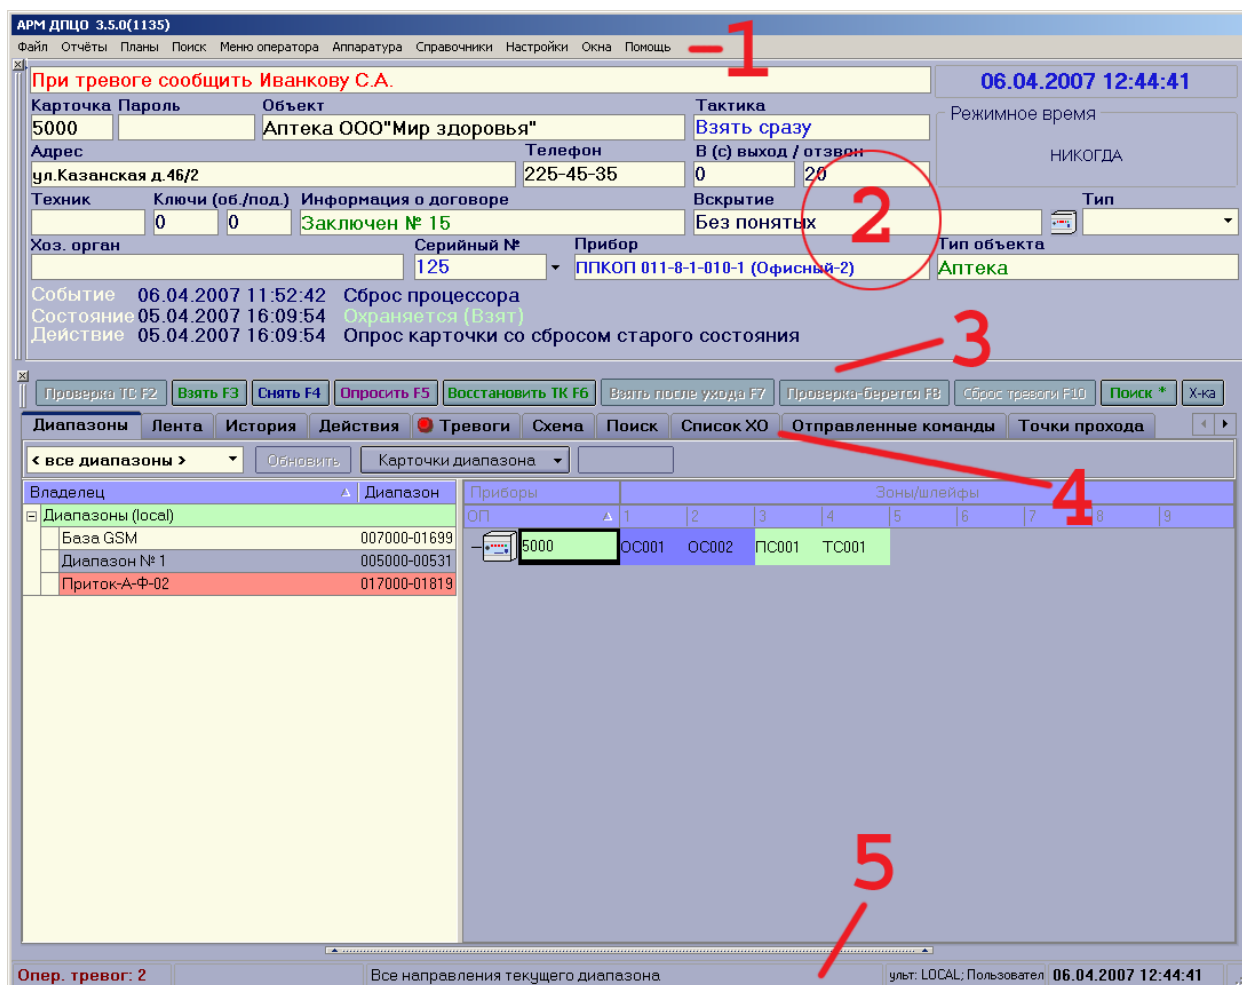 АРМ ДПЦО 3.5.0(1135)
Файл Отчёты Планы Поиск Меню оператора Аппаратура Справочники Настройки Окна Помощь
1
При тревоге сообщить Иванкову С.А.
06.04.2007 12:44:41
Карточка Пароль Объект Тактика
Режимное время
5000 Аптека ООО"Мир здоровья" Взять сразу
Адрес Телефон В (с) выход / отзвон
НИКОГДА
ул.Казанская д.46/2 225-45-35 0 20
Техник Ключи (об./под.) Информация о договоре Вскрытие Тип
2
0 0 Заключен № 15 Без понятых
Хоз. орган Серийный № Прибор Тип объекта
125 ППКОП 011-8-1-010-1 (Офисный-2) Аптека
Событие 06.04.2007 11:52:42 Сброс процессора
Состояние 05.04.2007 16:09:54 Охраняется (Взят)
Действие 05.04.2007 16:09:54 Опрос карточки со сбросом старого состояния
3
Проверка ТС F2 Взять F3 Снять F4 Опросить F5 Восстановить ТК F6 Взять после ухода F7 Проверка-берется F8 Сброс тревоги F10 Поиск * Х-ка
Диапазоны Лента История Действия Тревоги Схема Поиск Список ХО Отправленные команды Точки прохода
< все диапазоны > Обновить Карточки диапазона
4
Владелец Диапазон Приборы Зоны/шлейфы
Диапазоны (local) ОП 1 2 3 4 5 6 7 8 9
База GSM 007000-01699 5000 ОС001 ОС002 ПС001 ТС001
Диапазон № 1 005000-00531
Приток-А-Ф-02 017000-01819
5
Опер. тревог: 2 Все направления текущего диапазона ульт: LOCAL; Пользовател 06.04.2007 12:44:41